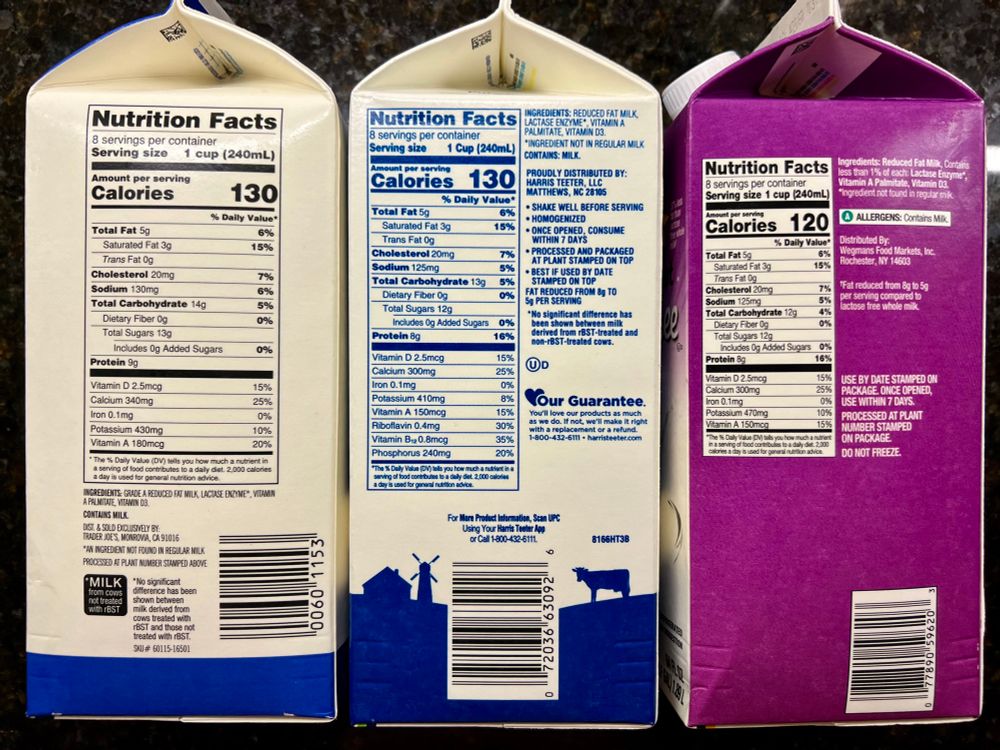 Nutrition Facts
8 servings per container
Serving size 1 cup (240mL)
Amount per serving
Calories 130
% Daily Value*
Total Fat 5g 6%
Saturated Fat 3g 15%
Trans Fat 0g
Cholesterol 20mg 7%
Sodium 130mg 6%
Total Carbohydrate 14g 5%
Dietary Fiber 0g 0%
Total Sugars 13g
Includes 0g Added Sugars 0%
Protein 9g
Vitamin D 2.5mcg 15%
Calcium 340mg 25%
Iron 0.1mg 0%
Potassium 430mg 10%
Vitamin A 180mcg 20%
* The % Daily Value (DV) tells you how much a nutrient in
a serving of food contributes to a daily diet. 2,000 calories
a day is used for general nutrition advice.
INGREDIENTS: GRADE A REDUCED FAT MILK, LACTASE ENZYME*, VITAMIN
A PALMITATE, VITAMIN D3.
CONTAINS MILK.
DIST. & SOLD EXCLUSIVELY BY:
TRADER JOE'S, MONROVIA, CA 91016
*AN INGREDIENT NOT FOUND IN REGULAR MILK
PROCESSED AT PLANT NUMBER STAMPED ABOVE
*MILK
from cows
not treated
with rBST
*No significant
difference has been
shown between
milk derived from
cows treated with
rBST and those not
treated with rBST.
SKU# 60115-16501
0060 1153
Nutrition Facts
8 servings per container
Serving size 1 Cup (240mL)
Amount per serving
Calories 130
% Daily Value*
Total Fat 5g 6%
Saturated Fat 3g 15%
Trans Fat 0g
Cholesterol 20mg 7%
Sodium 125mg 5%
Total Carbohydrate 13g 5%
Dietary Fiber 0g 0%
Total Sugars 12g
Includes 0g Added Sugars 0%
Protein 8g 16%
Vitamin D 2.5mcg 15%
Calcium 300mg 25%
Iron 0.1mg 0%
Potassium 410mg 8%
Vitamin A 150mcg 15%
Riboflavin 0.4mg 30%
Vitamin B12 0.8mcg 35%
Phosphorus 240mg 20%
*The % Daily Value (DV) tells you how much a nutrient in
a serving of food contributes to a daily diet. 2,000 calories
a day is used for general nutrition advice.
INGREDIENTS: REDUCED FAT MILK,
LACTASE ENZYME*, VITAMIN A
PALMITATE, VITAMIN D3.
*INGREDIENT NOT IN REGULAR MILK
CONTAINS: MILK.
PROUDLY DISTRIBUTED BY:
HARRIS TEETER, LLC
MATTHEWS, NC 28105
• SHAKE WELL BEFORE SERVING
• HOMOGENIZED
• ONCE OPENED, CONSUME
WITHIN 7 DAYS
• PROCESSED AND PACKAGED
AT PLANT STAMPED ON TOP
• BEST IF USED BY DATE
STAMPED ON TOP
FAT REDUCED FROM 8g TO
5g PER SERVING
*No significant difference has
been shown between milk
derived from rBST-treated and
non-rBST-treated cows.
U D
Our Guarantee.
You'll love our products as much
as we do. If not, we'll make it right
with a replacement or a refund.
1-800-432-6111 • harristeeter.com
For More Product Information, Scan UPC
Using Your Harris Teeter App
or Call 1-800-432-6111.
8166HT3B
0 72036 63092 6
Nutrition Facts
8 servings per container
Serving size 1 cup (240mL)
Amount per serving
Calories 120
% Daily Value*
Total Fat 5g 6%
Saturated Fat 3g 15%
Trans Fat 0g
Cholesterol 20mg 7%
Sodium 125mg 5%
Total Carbohydrate 12g 4%
Dietary Fiber 0g 0%
Total Sugars 12g
Includes 0g Added Sugars 0%
Protein 8g 16%
Vitamin D 2.5mcg 15%
Calcium 300mg 25%
Iron 0.1mg 0%
Potassium 470mg 10%
Vitamin A 150mcg 15%
*The % Daily Value (DV) tells you how much a nutrient
in a serving of food contributes to a daily diet. 2,000
calories a day is used for general nutrition advice.
Ingredients: Reduced Fat Milk, Contains
less than 1% of each: Lactase Enzyme*,
Vitamin A Palmitate, Vitamin D3.
*Ingredient not found in regular milk.
A ALLERGENS: Contains Milk.
Distributed By:
Wegmans Food Markets, Inc.
Rochester, NY 14603
*Fat reduced from 8g to 5g
per serving compared to
lactose free whole milk.
USE BY DATE STAMPED ON
PACKAGE. ONCE OPENED,
USE WITHIN 7 DAYS.
PROCESSED AT PLANT
NUMBER STAMPED
ON PACKAGE.
DO NOT FREEZE.
0 77890 59620 3
ee